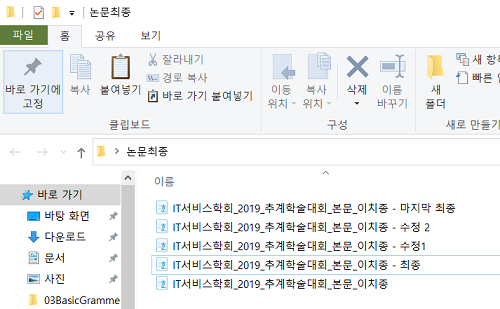 논문최종
파일 홈 공유 보기
바로 가기에 고정
복사
붙여넣기
잘라내기
경로 복사
바로 가기 붙여넣기
클립보드
이동 위치
복사 위치
삭제
이름 바꾸기
구성
새 폴더
새 항목
빠른
새로 만들기
논문최종
이름
바로 가기
바탕 화면
다운로드
문서
사진
03BasicGramme
IT서비스학회_2019_추계학술대회_본문_이치종 - 마지막 최종
IT서비스학회_2019_추계학술대회_본문_이치종 - 수정 2
IT서비스학회_2019_추계학술대회_본문_이치종 - 수정1
IT서비스학회_2019_추계학술대회_본문_이치종 - 최종
IT서비스학회_2019_추계학술대회_본문_이치종